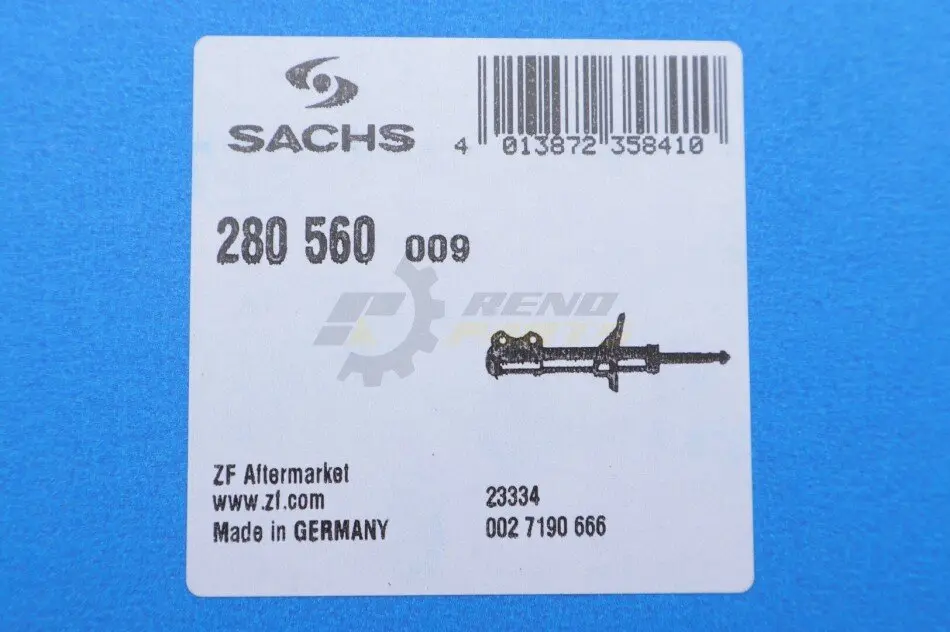 SACHS
4 013872 358410
280 560 009
RENO
PARTS
ZF Aftermarket
www.zf.com
Made in GERMANY
23334
002 7190 666